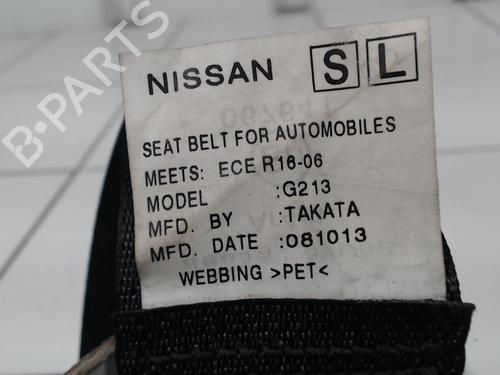 NISSAN S L
SEAT BELT FOR AUTOMOBILES
MEETS: ECE R16-06
MODEL :G213
MFD. BY :TAKATA
MFD. DATE :081013
WEBBING >PET<